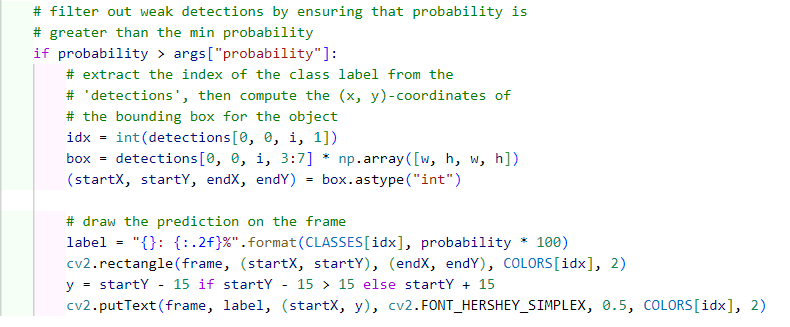 # filter out weak detections by ensuring that probability is
# greater than the min probability
if probability > args["probability"]:
    # extract the index of the class label from the
    # 'detections', then compute the (x, y)-coordinates of
    # the bounding box for the object
    idx = int(detections[0, 0, i, 1])
    box = detections[0, 0, i, 3:7] * np.array([w, h, w, h])
    (startX, startY, endX, endY) = box.astype("int")

    # draw the prediction on the frame
    label = "{}: {:.2f}%".format(CLASSES[idx], probability * 100)
    cv2.rectangle(frame, (startX, startY), (endX, endY), COLORS[idx], 2)
    y = startY - 15 if startY - 15 > 15 else startY + 15
    cv2.putText(frame, label, (startX, y), cv2.FONT_HERSHEY_SIMPLEX, 0.5, COLORS[idx], 2)